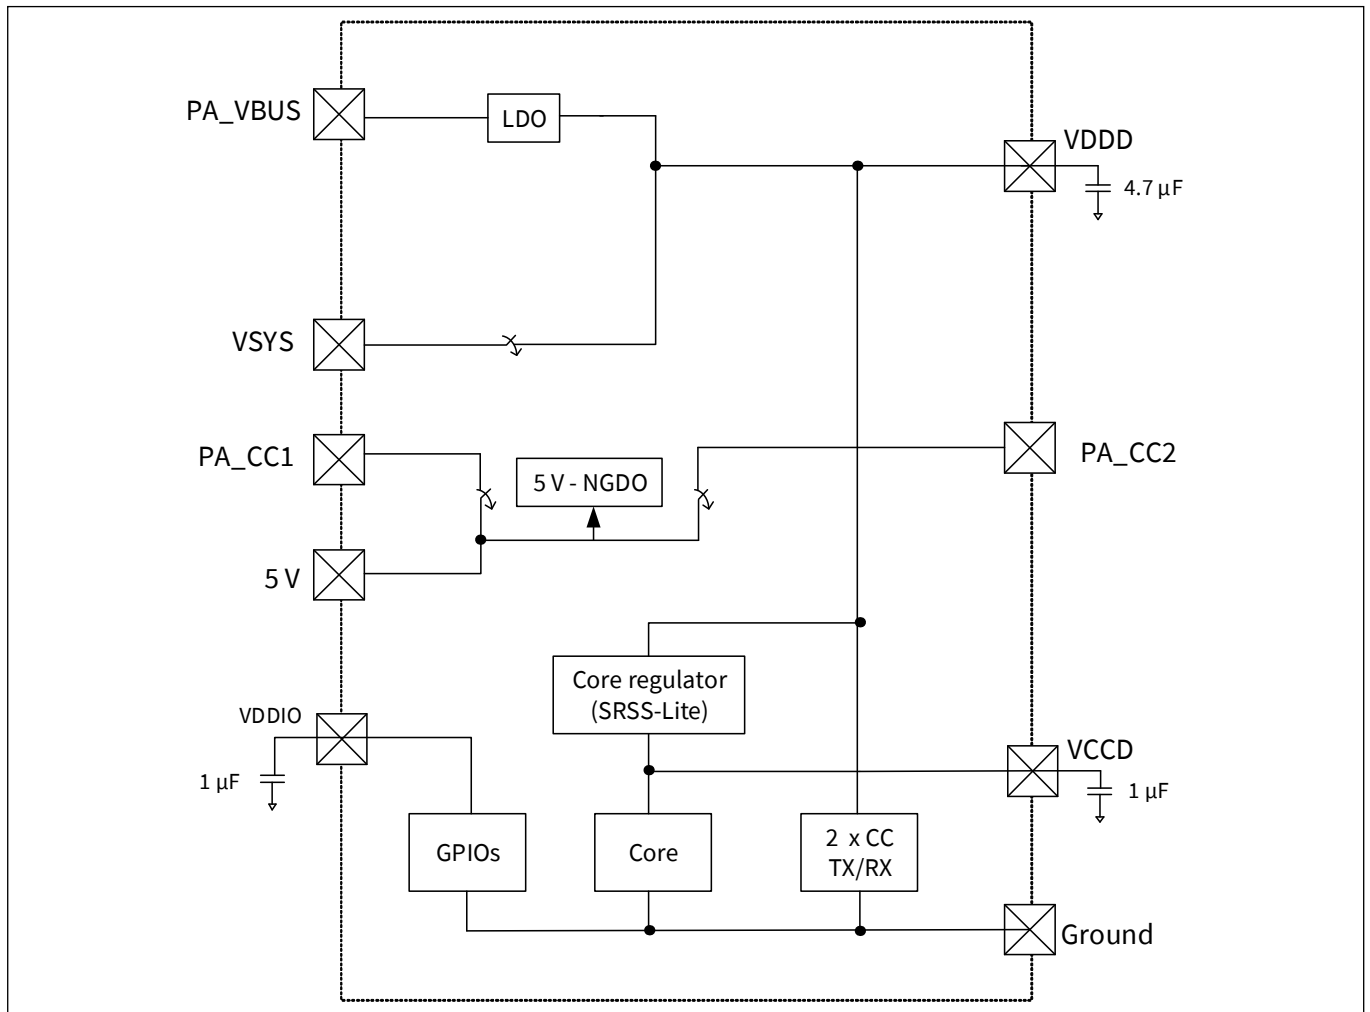 PA_VBUS
LDO
VDDD
4.7 µF
VSYS
PA_CC1
5 V - NGDO
PA_CC2
5 V
Core regulator
(SRSS-Lite)
VDDIO
1 µF
VCCD
1 µF
GPIOs
Core
2 x CC
TX/RX
Ground